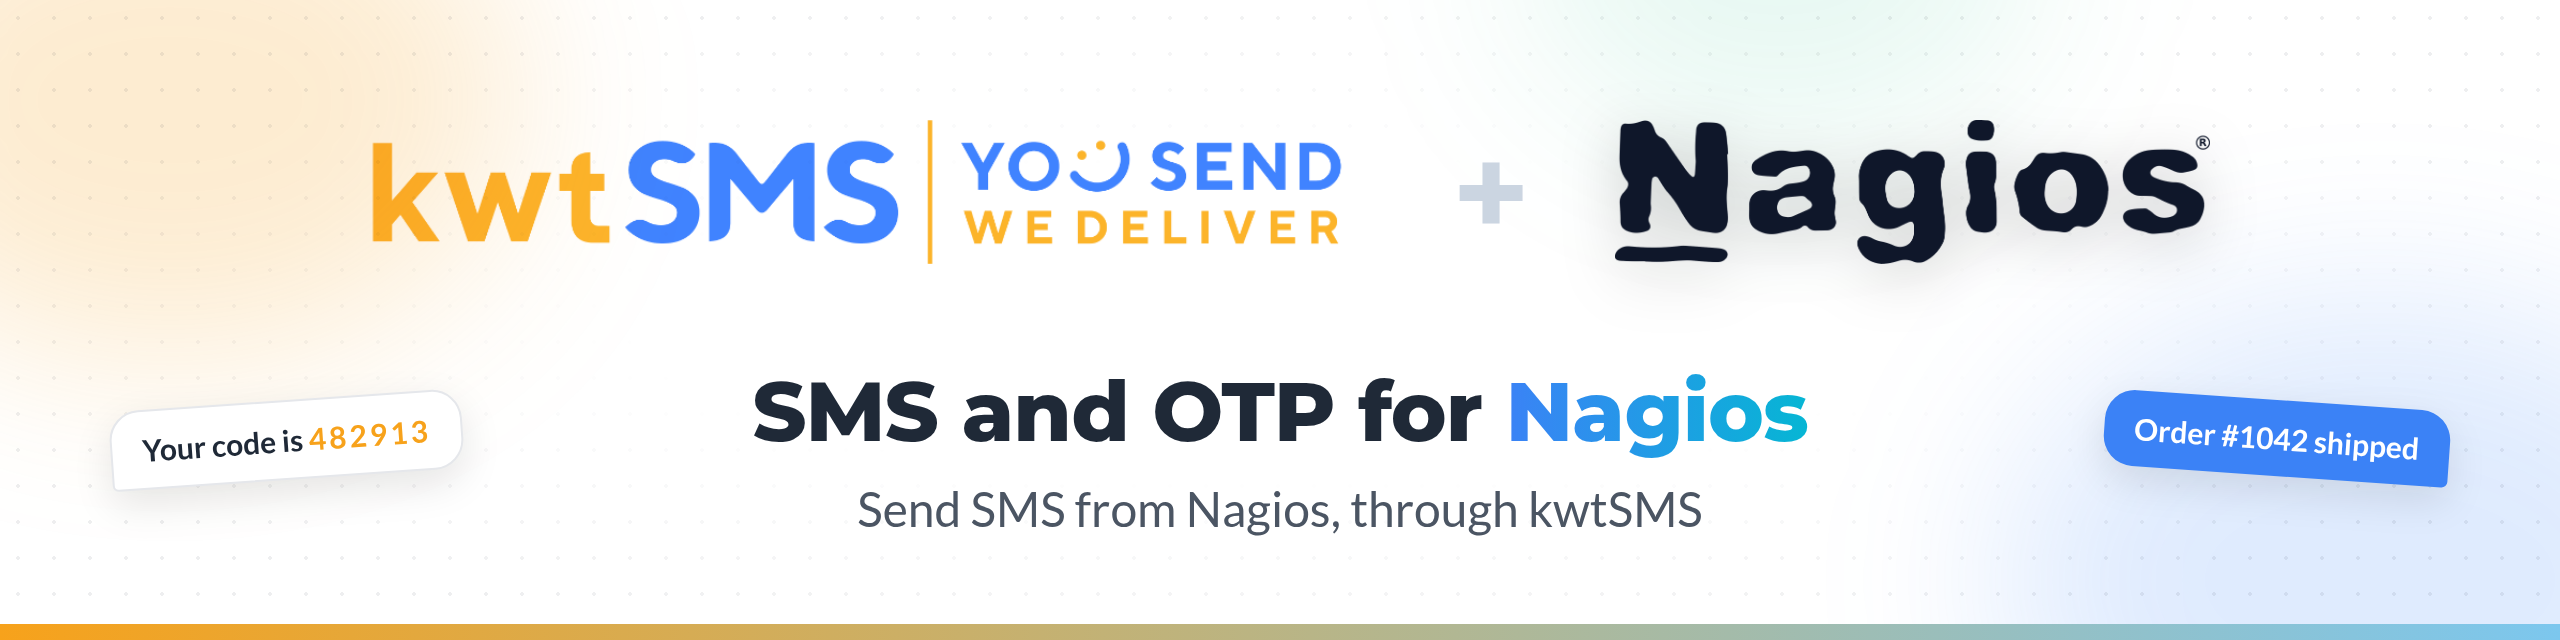 kwtSMS
YOU SEND
WE DELIVER
+
Nagios®
SMS and OTP for Nagios
Your code is 482913
Order #1042 shipped
Send SMS from Nagios, through kwtSMS